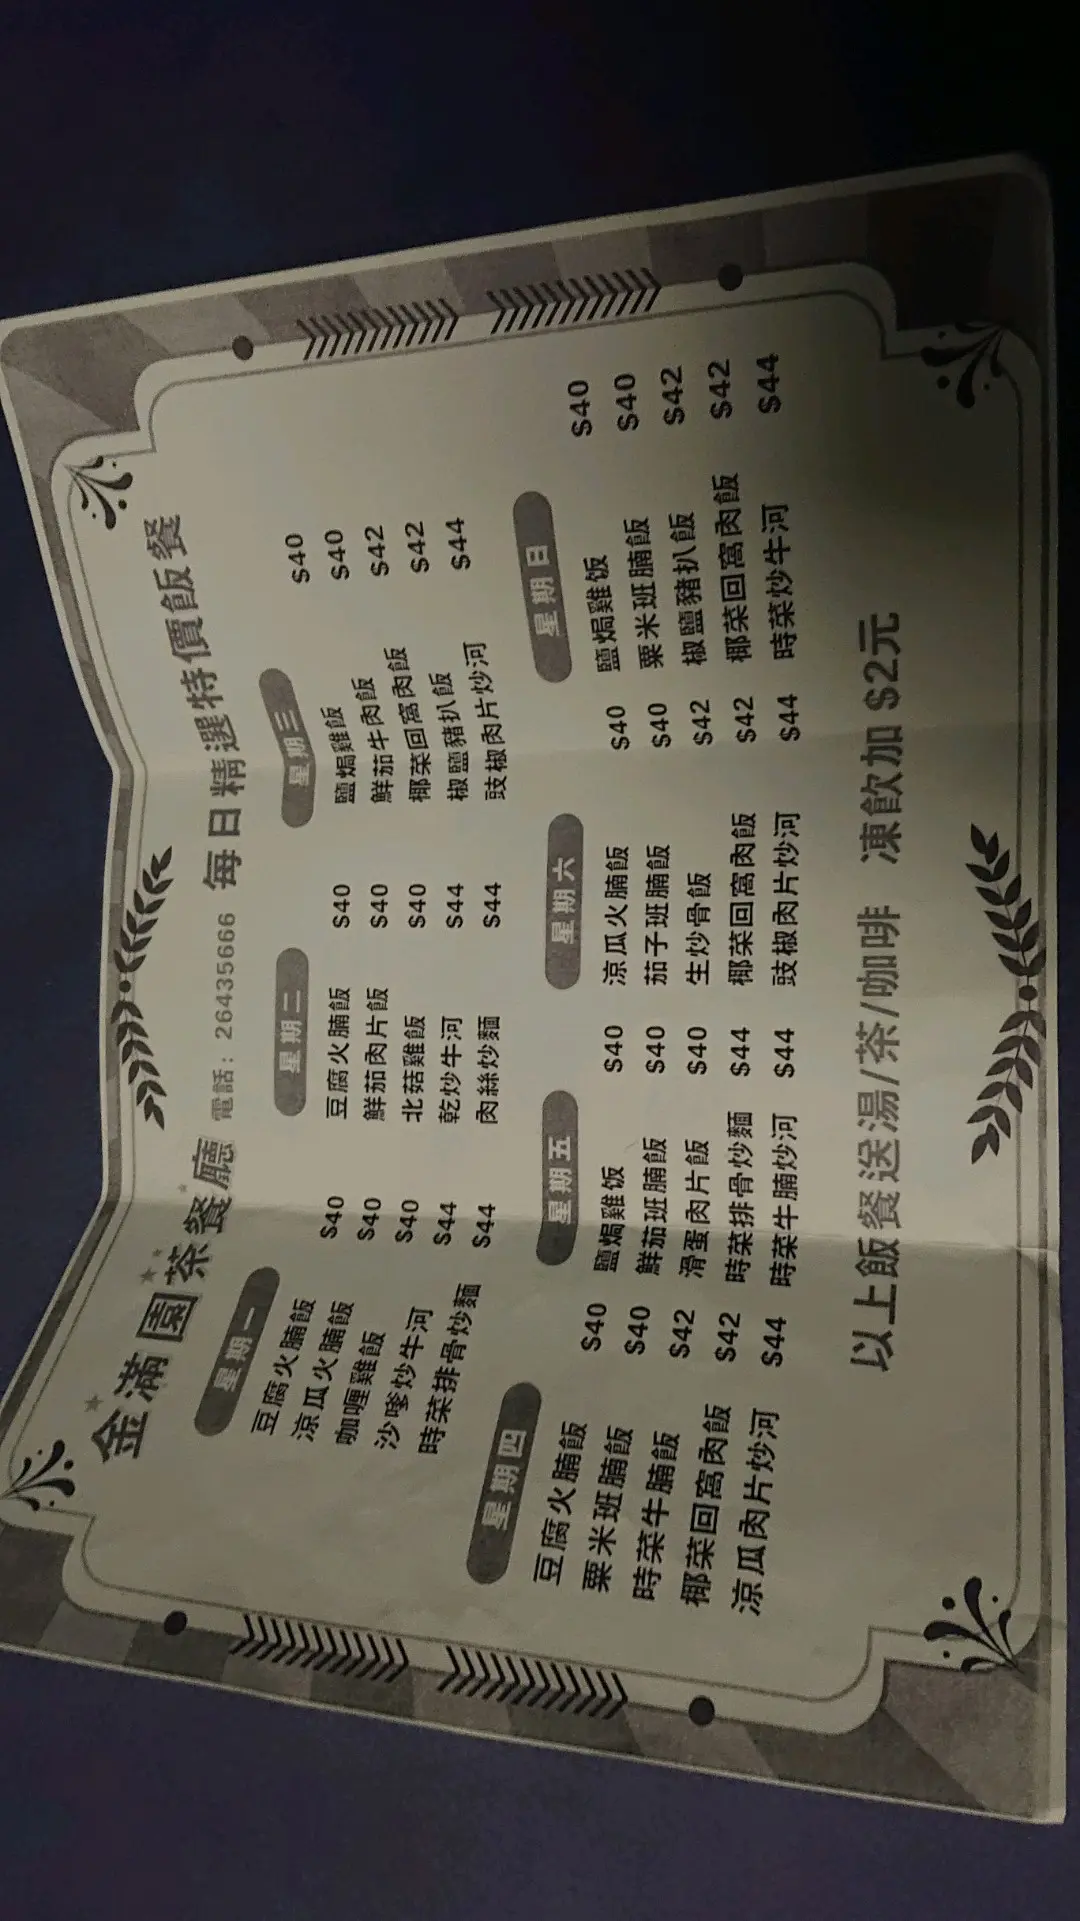 金滿園茶餐廳 電話: 26435666 每日精選特價飯餐
星期一
豆腐火腩飯 $40
涼瓜火腩飯 $40
咖喱雞飯 $40
沙嗲炒牛河 $44
時菜排骨炒麵 $44
星期二
豆腐火腩飯 $40
鮮茄肉片飯 $40
北菇雞飯 $40
乾炒牛河 $44
肉絲炒麵 $44
星期三
鹽焗雞飯 $40
鮮茄牛肉飯 $40
椰菜回窩肉飯 $42
椒鹽豬扒飯 $42
豉椒肉片炒河 $44
星期四
豆腐火腩飯 $40
粟米班腩飯 $40
時菜牛腩飯 $42
椰菜回窩肉飯 $42
涼瓜肉片炒河 $44
星期五
鹽焗雞饭 $40
鮮茄班腩飯 $40
滑蛋肉片飯 $40
時菜排骨炒麵 $44
時菜牛腩炒河 $44
星期六
涼瓜火腩飯 $40
茄子班腩飯 $40
生炒骨飯 $42
椰菜回窩肉飯 $42
豉椒肉片炒河 $44
星期日
鹽焗雞饭 $40
粟米班腩飯 $40
椒鹽豬扒飯 $42
椰菜回窩肉飯 $42
時菜炒牛河 $44
以上飯餐送湯/茶/咖啡 凍飲加 $2元